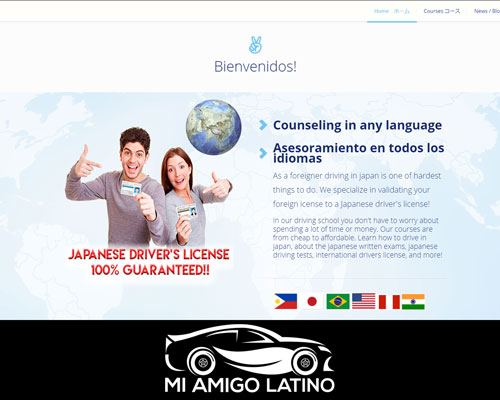 Home ホーム
Courses コース
News / Blo
Bienvenidos!
Counseling in any language
Asesoramiento en todos los
idiomas
As a foreigner driving in japan is one of hardest
things to do. We specialize in validating your
foreign icense to a Japanese driver's license!
In our driving school you don't have to worry about
spending a lot of time or money. Our courses are
from cheap to affordable. Learn how to drive in
japan, about the japanese written exams, japanese
driving tests, international drivers license, and more!
JAPANESE DRIVER'S LICENSE
100% GUARANTEED!!
MI AMIGO LATINO